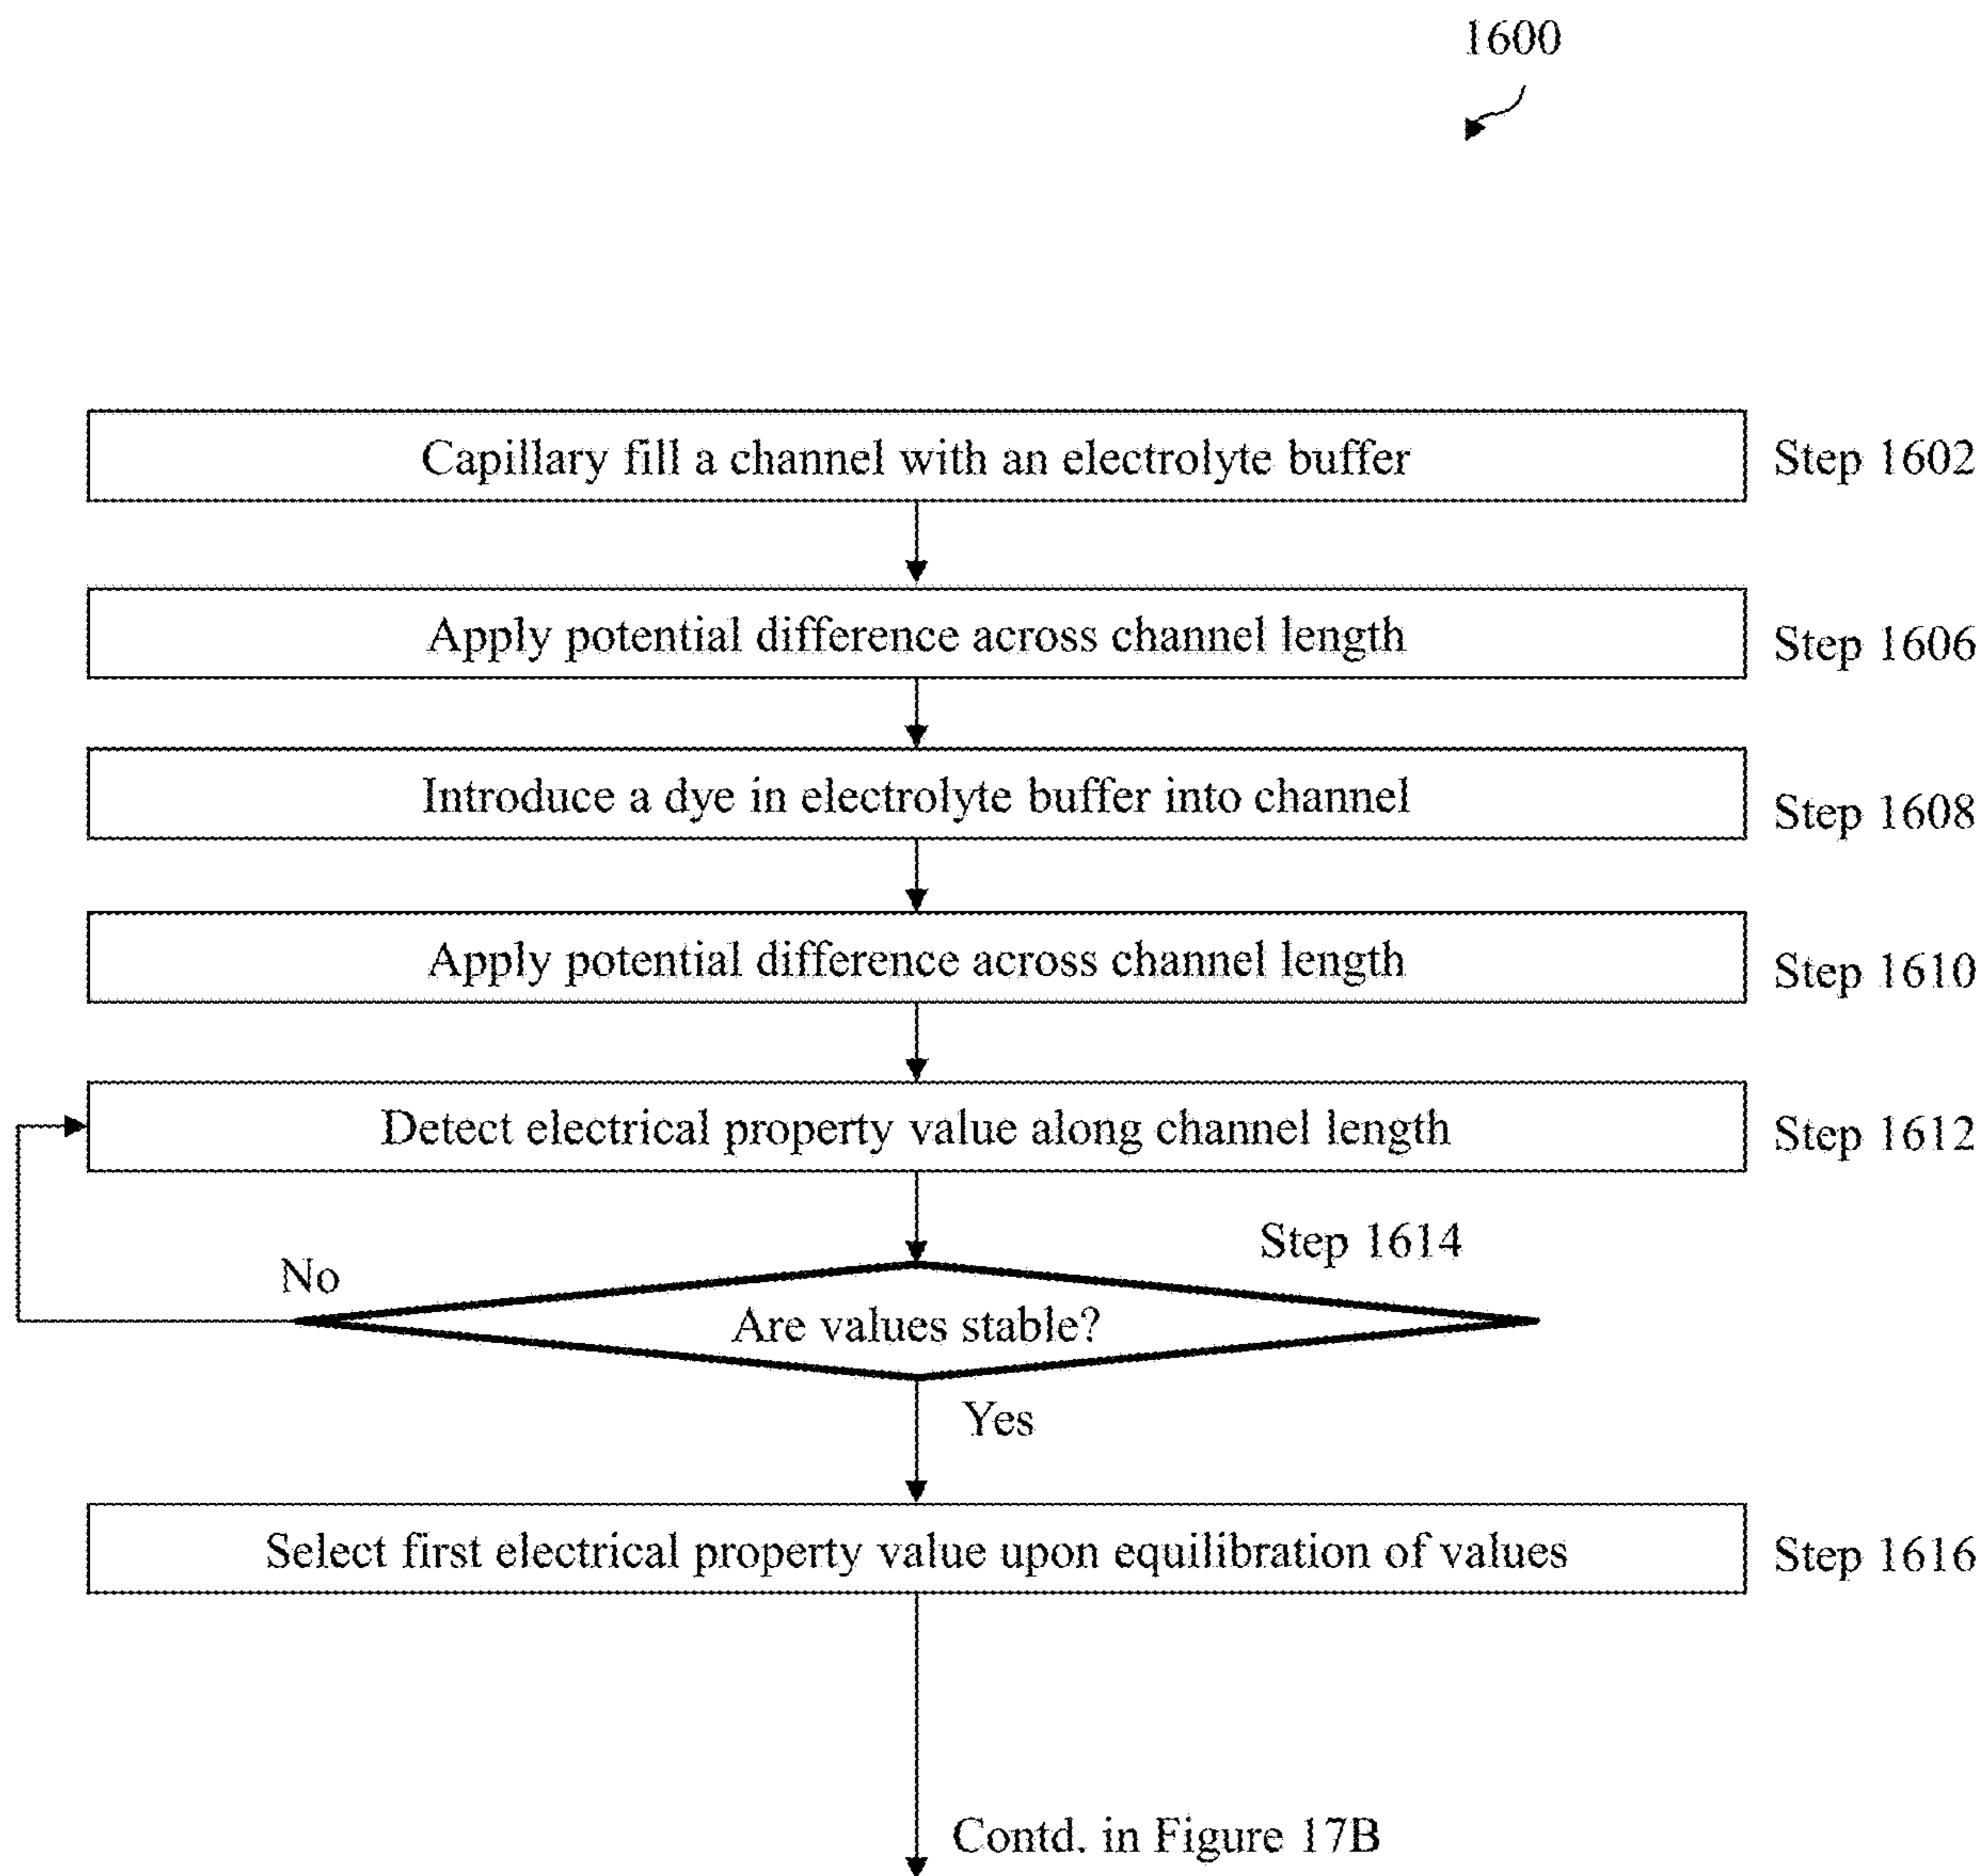 1600
Capillary fill a channel with an electrolyte buffer
Step 1602
Apply potential difference across channel length
Step 1606
Introduce a dye in electrolyte buffer into channel
Step 1608
Apply potential difference across channel length
Step 1610
Detect electrical property value along channel length
Step 1612
Step 1614
No
Are values stable?
Yes
Select first electrical property value upon equilibration of values
Step 1616
Contd. in Figure 17B